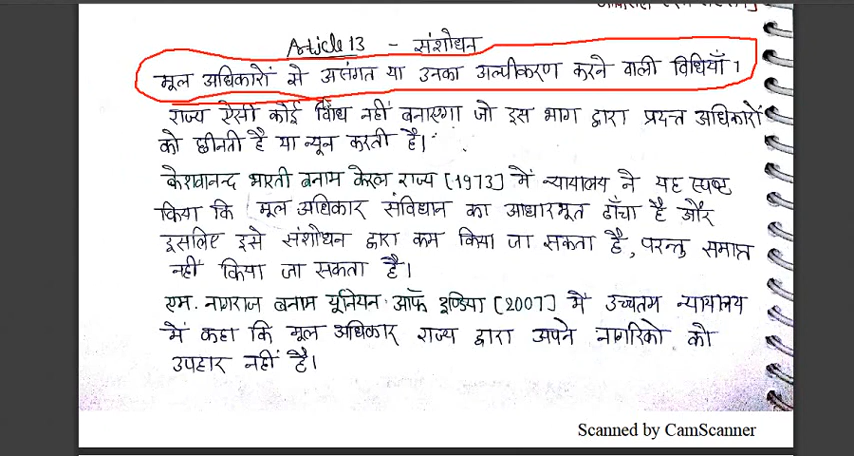 Article 13 - संशोधन
मूल अधिकारों से असंगत या उनका अल्पीकरण करने वाली विधियाँ।
राज्य ऐसी कोई विधि नहीं बनाएगा जो इस भाग द्वारा प्रदत्त अधिकारों
को छीनती है या न्यून करती है।
केशवानन्द भारती बनाम केरल राज्य [1973] में न्यायालय ने यह स्पष्ट
किया कि मूल अधिकार संविधान का आधारभूत ढाँचा है और
इसलिए इसे संशोधन द्वारा कम किया जा सकता है, परन्तु समाप्त
नहीं किया जा सकता है।
एम. नागराज बनाम यूनियन ऑफ इण्डिया [2007] में उच्चतम न्यायालय
में कहा कि मूल अधिकार राज्य द्वारा अपने नागरिको को
उपहार नहीं है।
Scanned by CamScanner